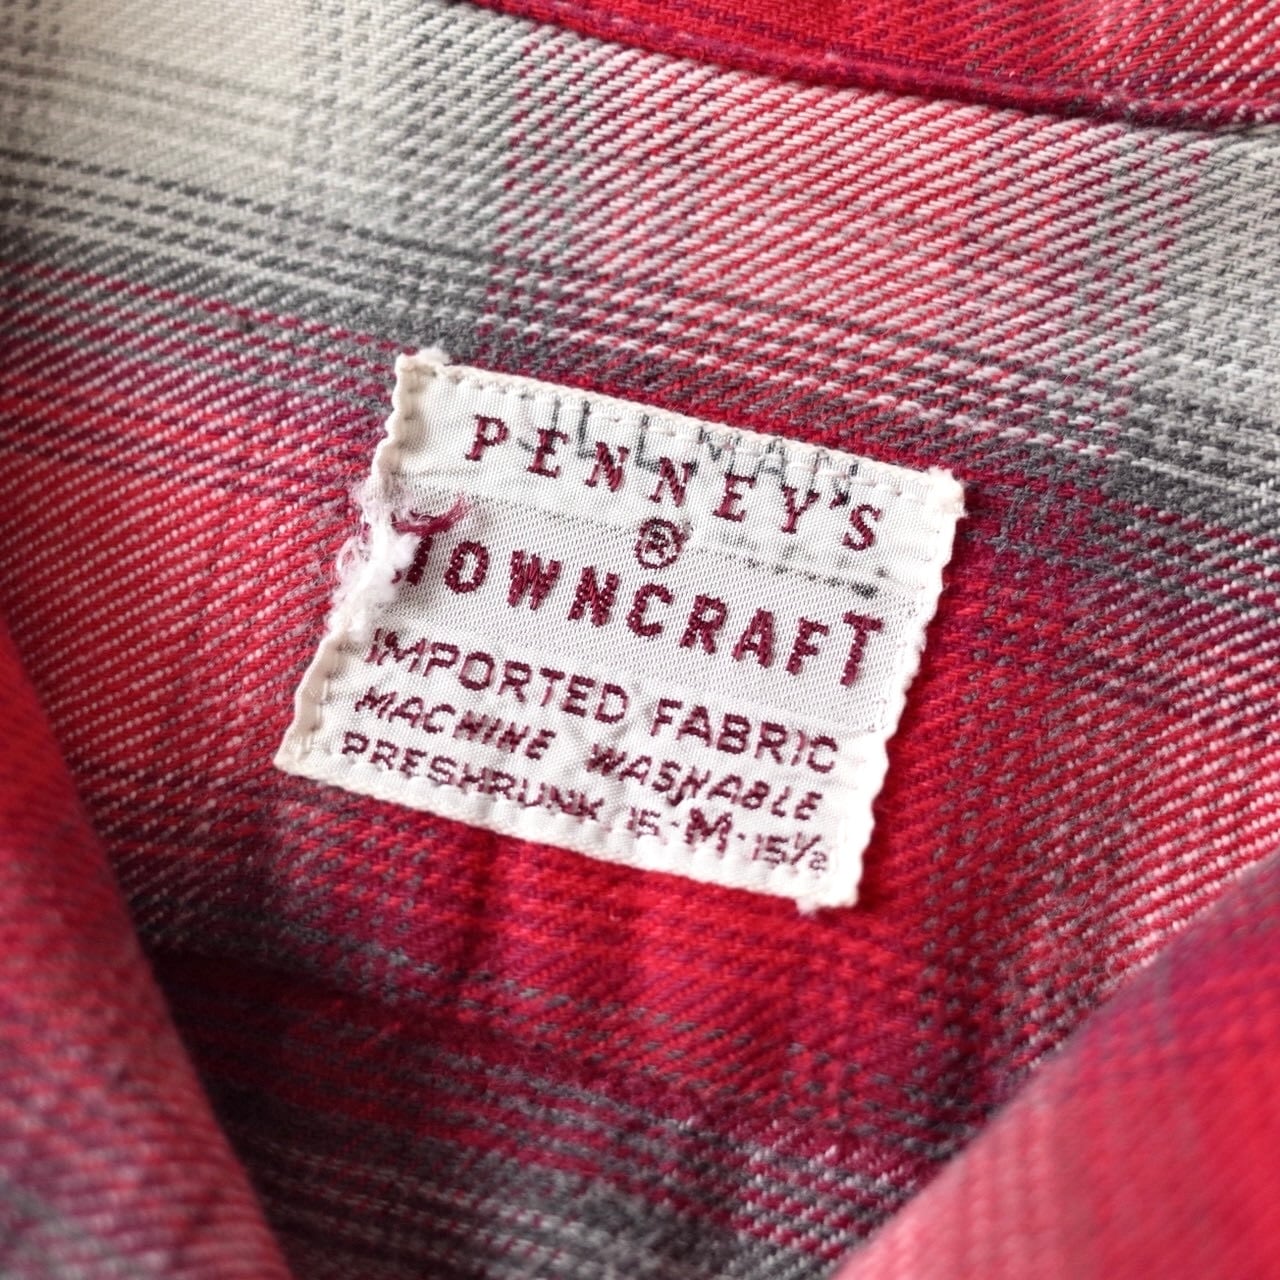 PENNEY'S
®
TOWNCRAFT
IMPORTED FABRIC
MACHINE WASHABLE
PRESHRUNK 15·M·15½